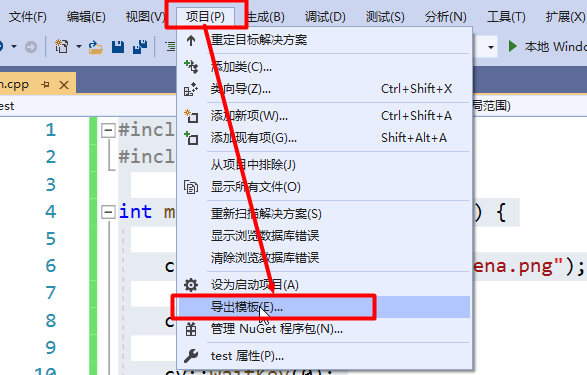 文件(F) 编辑(E) 视图(V) 项目(P) 生成(B) 调试(D) 测试(S) 分析(N) 工具(T) 扩展(X)
重定目标解决方案
本地 Windo
.cpp
添加类(C)...
类向导(Z)... Ctrl+Shift+X
est
局范围)
添加新项(W)... Ctrl+Shift+A
1 #incl
添加现有项(G)... Shift+Alt+A
2 #incl
从项目中排除(J)
3
显示所有文件(O)
4 int m ) {
重新扫描解决方案(S)
5
显示浏览数据库错误
清除浏览数据库错误
6 c ena.png");
7
设为启动项目(A)
导出模板(E)...
8 c
管理 NuGet 程序包(N)...
9
test 属性(P)...
10 cv::waitKey(0);